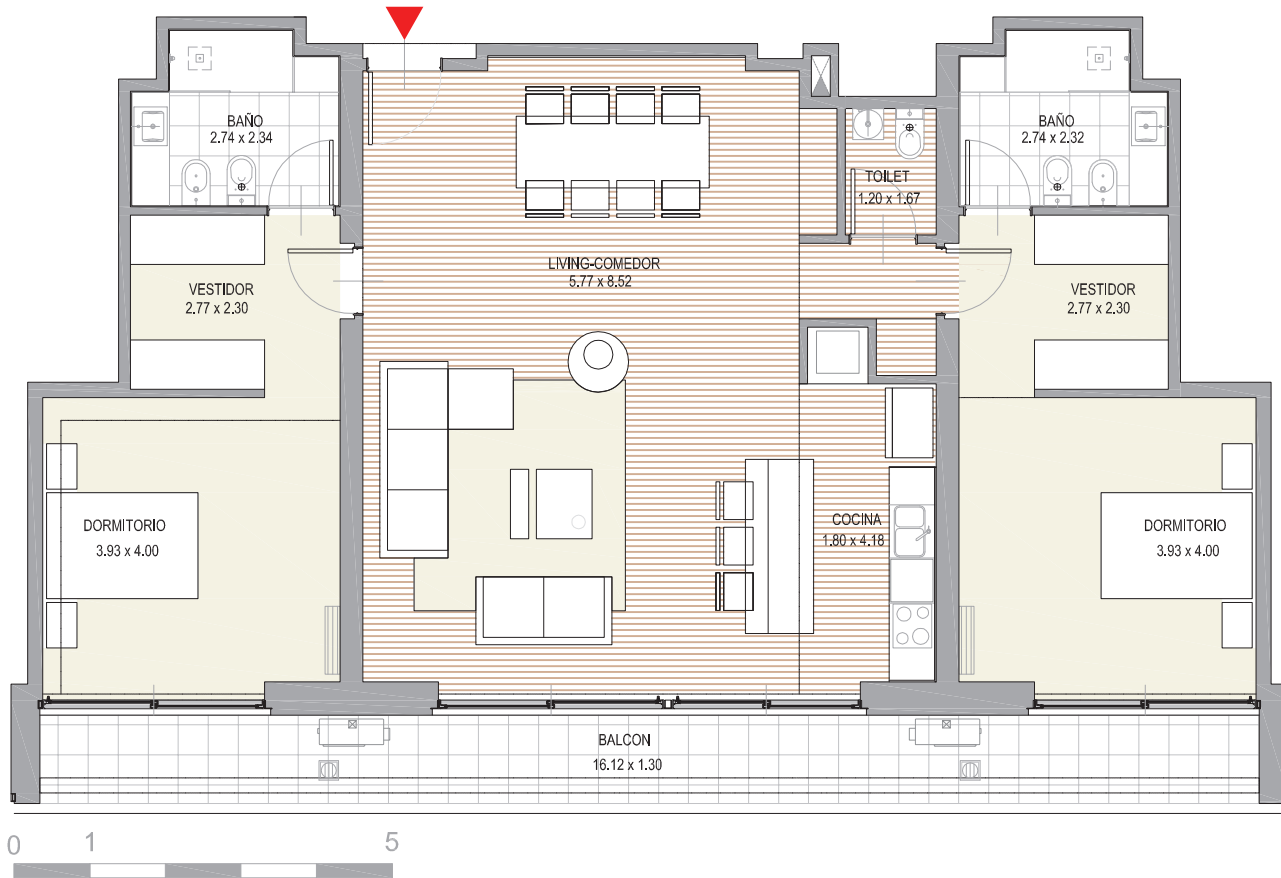 BAÑO
2.74 x 2.34
BAÑO
2.74 x 2.32
TOILET
1.20 x 1.67
LIVING-COMEDOR
5.77 x 8.52
VESTIDOR
2.77 x 2.30
VESTIDOR
2.77 x 2.30
DORMITORIO
3.93 x 4.00
COCINA
1.80 x 4.18
DORMITORIO
3.93 x 4.00
BALCON
16.12 x 1.30
0 1 5